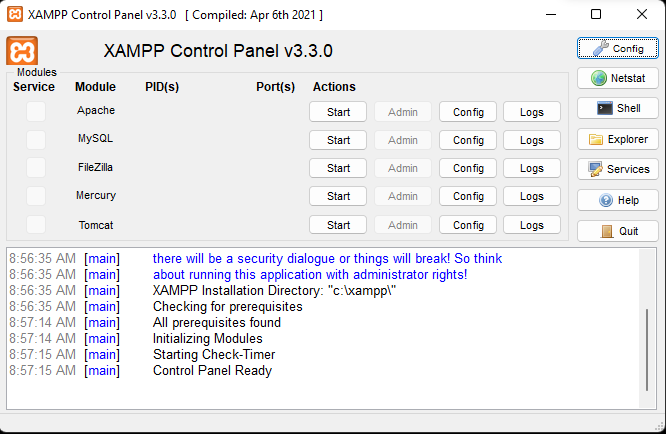 XAMPP Control Panel v3.3.0 [ Compiled: Apr 6th 2021 ]
XAMPP Control Panel v3.3.0
Config
Modules
Service Module PID(s) Port(s) Actions
Netstat
Apache Start Admin Config Logs
Shell
MySQL Start Admin Config Logs
Explorer
FileZilla Start Admin Config Logs
Services
Mercury Start Admin Config Logs
Help
Tomcat Start Admin Config Logs
Quit
8:56:35 AM [main] there will be a security dialogue or things will break! So think
8:56:35 AM [main] about running this application with administrator rights!
8:56:35 AM [main] XAMPP Installation Directory: "c:\xampp\"
8:56:35 AM [main] Checking for prerequisites
8:57:14 AM [main] All prerequisites found
8:57:14 AM [main] Initializing Modules
8:57:15 AM [main] Starting Check-Timer
8:57:15 AM [main] Control Panel Ready